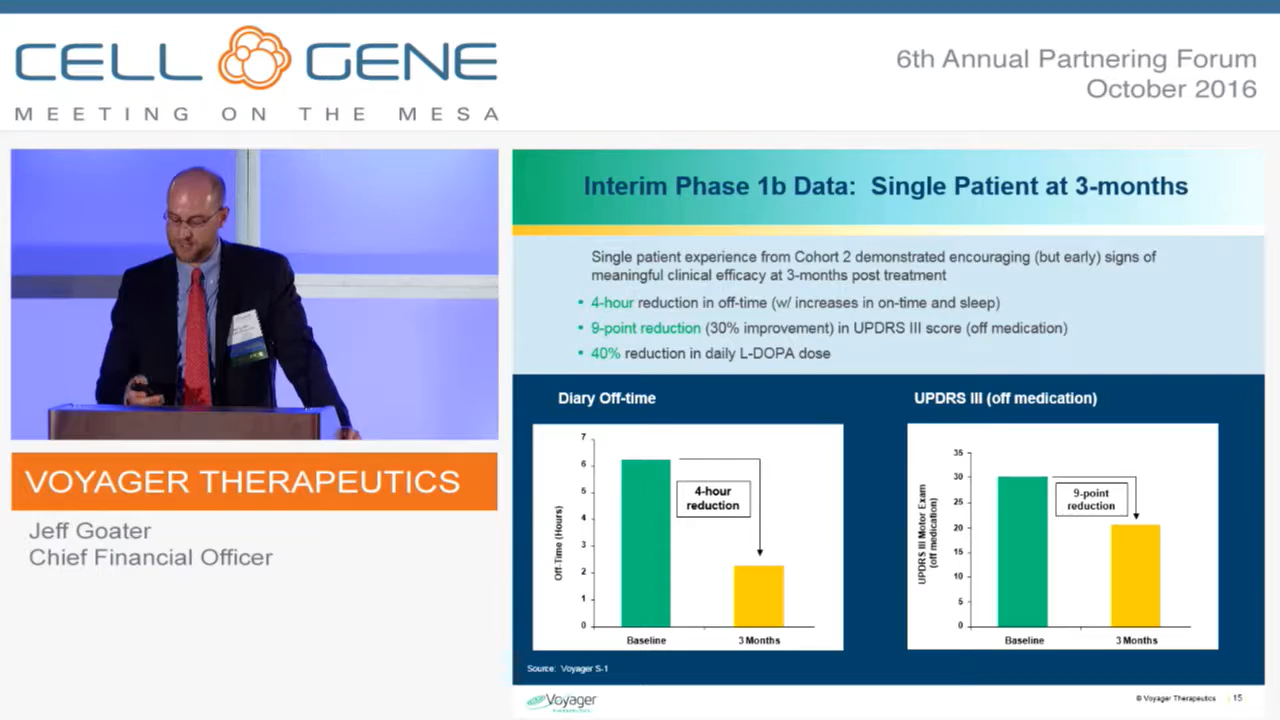 CELL GENE
MEETING ON THE MESA
6th Annual Partnering Forum
October 2016
Interim Phase 1b Data: Single Patient at 3-months
Single patient experience from Cohort 2 demonstrated encouraging (but early) signs of
meaningful clinical efficacy at 3-months post treatment
• 4-hour reduction in off-time (w/ increases in on-time and sleep)
• 9-point reduction (30% improvement) in UPDRS III score (off medication)
• 40% reduction in daily L-DOPA dose
Diary Off-time
7
6
5
4
3
2
1
0
Off-Time (Hours)
4-hour
reduction
Baseline
3 Months
UPDRS III (off medication)
35
30
25
20
15
10
5
0
UPDRS III Motor Exam
(off medication)
9-point
reduction
Baseline
3 Months
Source: Voyager S-1
Voyager
© Voyager Therapeutics
15
VOYAGER THERAPEUTICS
Jeff Goater
Chief Financial Officer